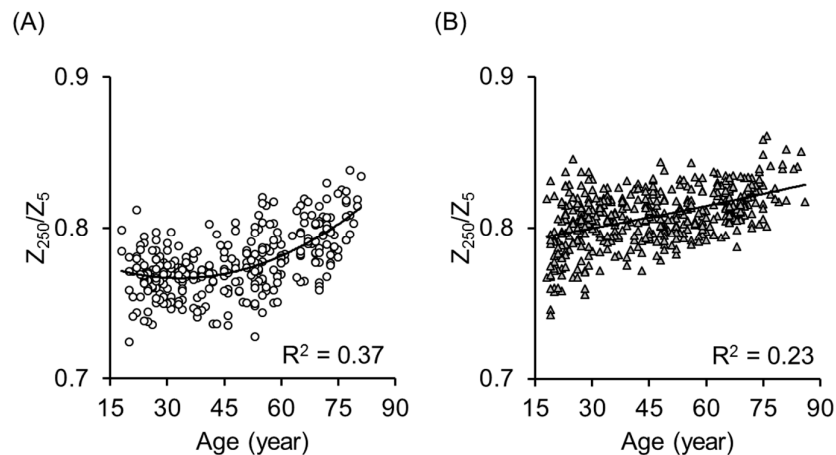 (A)
0.9
0.8
0.7
Z250/Z5
R2 = 0.37
15 30 45 60 75 90
Age (year)
(B)
0.9
0.8
0.7
Z250/Z5
R2 = 0.23
15 30 45 60 75 90
Age (year)